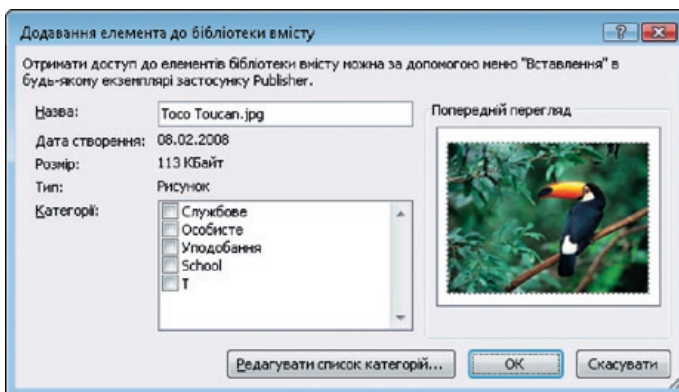 Додавання елемента до бібліотеки вмісту
Отримати доступ до елементів бібліотеки вмісту можна за допомогою меню "Вставлення" в
будь-якому екземплярі застосунку Publisher.
Назва: Toco Toucan.jpg
Дата створення: 08.02.2008
Розмір: 113 КБайт
Тип: Рисунок
Категорії:
Службове
Особисте
Уподобання
School
T
Попередній перегляд
Редагувати список категорій...
ОК
Скасувати